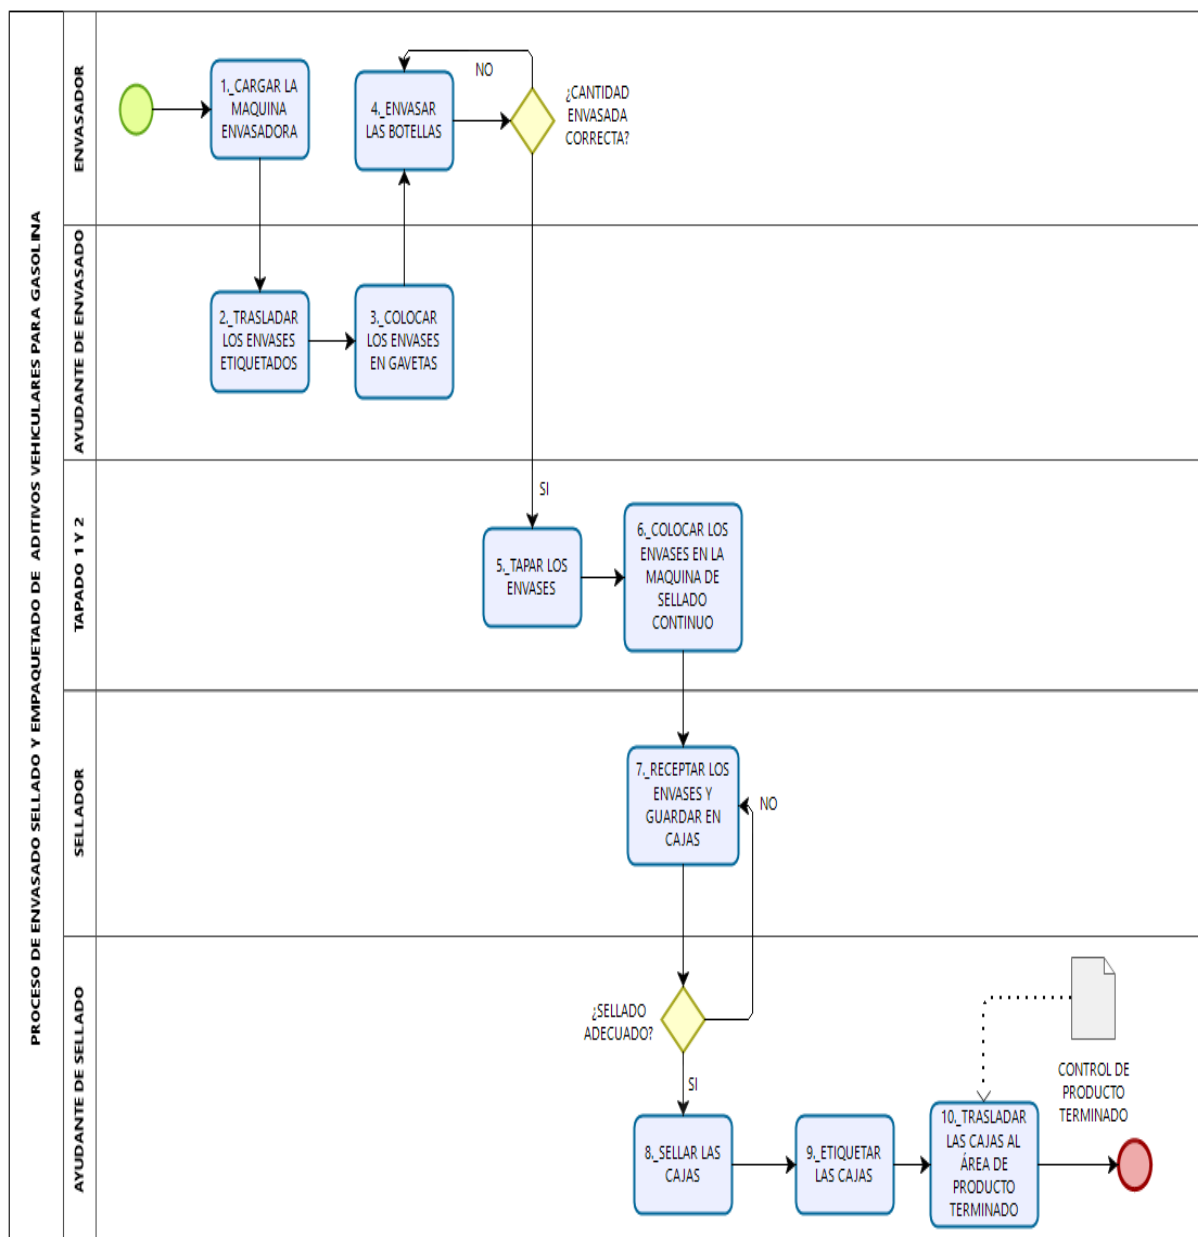 PROCESO DE ENVASADO SELLADO Y EMPAQUETADO DE ADITIVOS VEHICULARES PARA GASOLINA
ENVASADOR
1._CARGAR LA
MAQUINA
ENVASADORA
4._ENVASAR
LAS BOTELLAS
NO
¿CANTIDAD
ENVASADA
CORRECTA?
AYUDANTE DE ENVASADO
2._TRASLADAR
LOS ENVASES
ETIQUETADOS
3._COLOCAR
LOS ENVASES
EN GAVETAS
TAPADO 1 Y 2
SI
5._TAPAR LOS
ENVASES
6._COLOCAR LOS
ENVASES EN LA
MAQUINA DE
SELLADO
CONTINUO
SELLADOR
7._RECEPTAR LOS
ENVASES Y
GUARDAR EN
CAJAS
NO
AYUDANTE DE SELLADO
¿SELLADO
ADECUADO?
SI
8._SELLAR LAS
CAJAS
9._ETIQUETAR
LAS CAJAS
10._TRASLADAR
LAS CAJAS AL
ÁREA DE
PRODUCTO
TERMINADO
CONTROL DE
PRODUCTO
TERMINADO